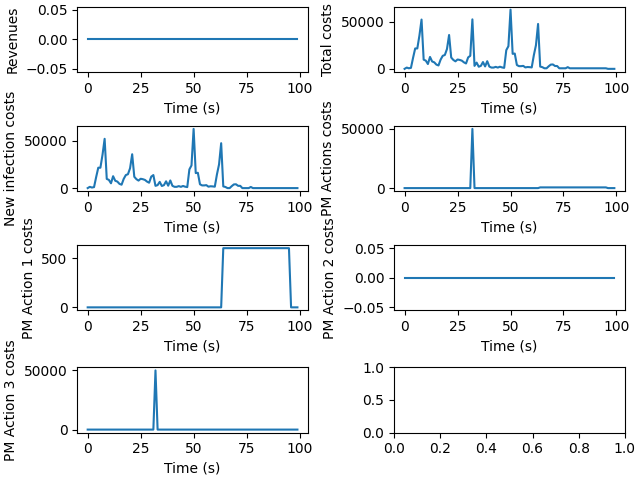 Revenues
0.05
0.00
−0.05
0 25 50 75 100
Time (s)
Total costs
50000
0
0 25 50 75 100
Time (s)
New infection costs
50000
0
0 25 50 75 100
Time (s)
PM Actions costs
50000
0
0 25 50 75 100
Time (s)
PM Action 1 costs
500
0
0 25 50 75 100
Time (s)
PM Action 2 costs
0.05
0.00
−0.05
0 25 50 75 100
Time (s)
PM Action 3 costs
50000
0
0 25 50 75 100
Time (s)
1.0
0.5
0.0
0.0 0.2 0.4 0.6 0.8 1.0